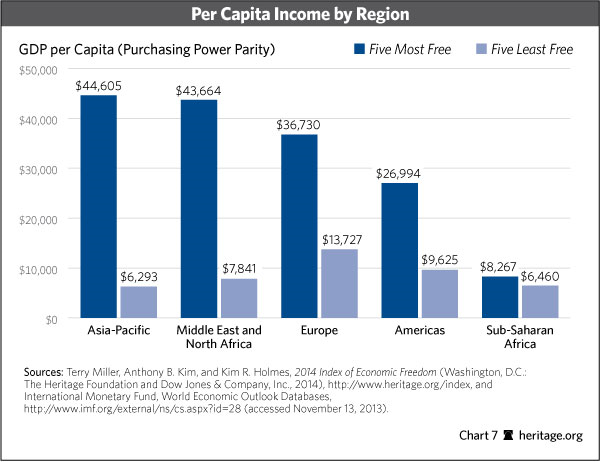 Per Capita Income by Region
GDP per Capita (Purchasing Power Parity)
Five Most Free
Five Least Free
$50,000
$40,000
$30,000
$20,000
$10,000
$0
$44,605
$6,293
$43,664
$7,841
$36,730
$13,727
$26,994
$9,625
$8,267
$6,460
Asia-Pacific
Middle East and
North Africa
Europe
Americas
Sub-Saharan
Africa
Sources: Terry Miller, Anthony B. Kim, and Kim R. Holmes, 2014 Index of Economic Freedom (Washington, D.C.:
The Heritage Foundation and Dow Jones & Company, Inc., 2014), http://www.heritage.org/index, and
International Monetary Fund, World Economic Outlook Databases,
http://www.imf.org/external/ns/cs.aspx?id=28 (accessed November 13, 2013).
Chart 7 heritage.org